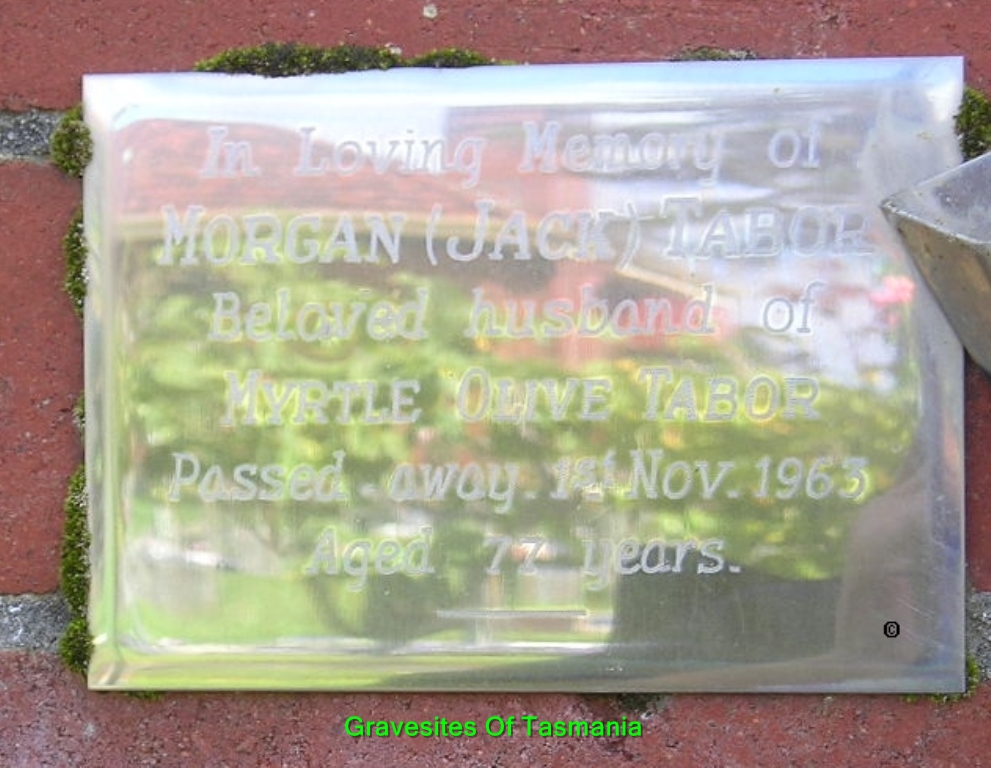 In Loving Memory of
MORGAN (JACK) TABOR
Beloved husband of
MYRTLE OLIVE TABOR
Passed away. 1st Nov. 1963
Aged 77 years.
©
Gravesites Of Tasmania